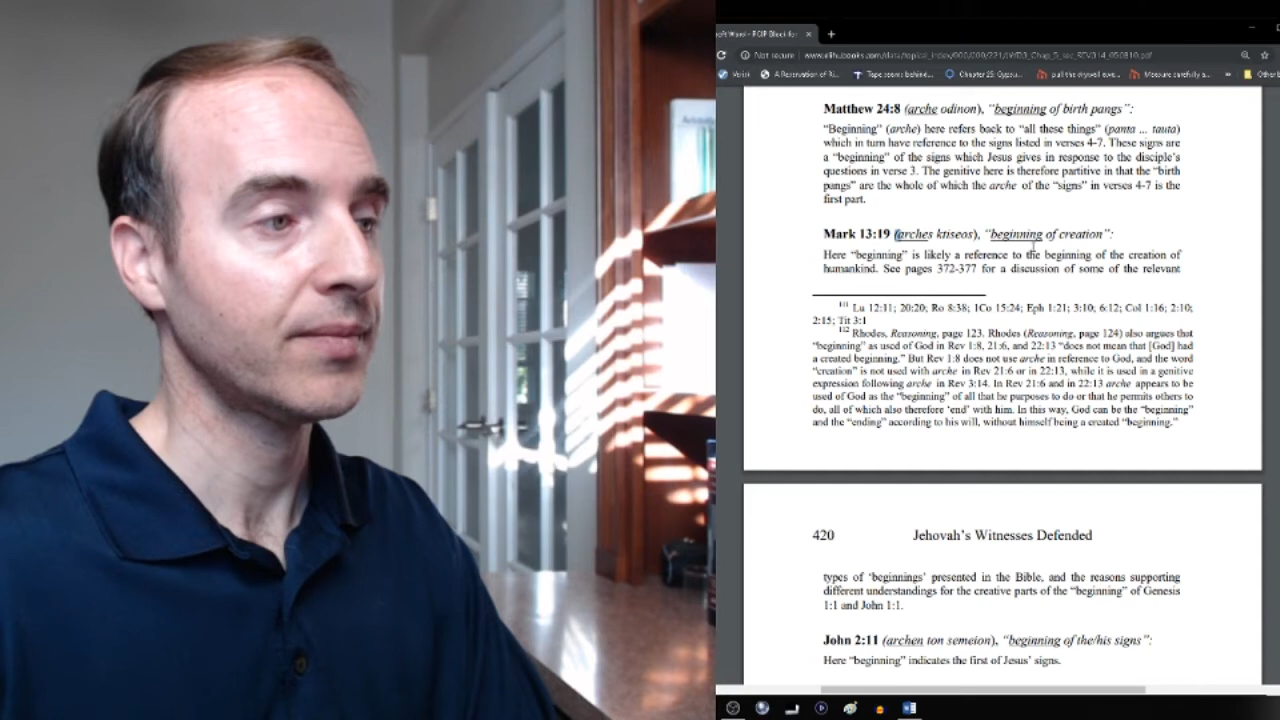 Not secure
Matthew 24:8 (arche odinon), “beginning of birth pangs”:
“Beginning” (arche) here refers back to “all these things” (panta ... tauta)
which in turn have reference to the signs listed in verses 4-7. These signs are
a “beginning” of the signs which Jesus gives in response to the disciple's
questions in verse 3. The genitive here is therefore partitive in that the “birth
pangs” are the whole of which the arche of the “signs” in verses 4-7 is the
first part.
Mark 13:19 (arches ktiseos), “beginning of creation”:
Here “beginning” is likely a reference to the beginning of the creation of
humankind. See pages 372-377 for a discussion of some of the relevant
111 Lu 12:11; 20:20; Ro 8:38; 1Co 15:24; Eph 1:21; 3:10; 6:12; Col 1:16; 2:10;
2:15; Tit 3:1
112 Rhodes, Reasoning, page 123. Rhodes (Reasoning, page 124) also argues that
“beginning” as used of God in Rev 1:8, 21:6, and 22:13 “does not mean that [God] had
a created beginning.” But Rev 1:8 does not use arche in reference to God, and the word
“creation” is not used with arche in Rev 21:6 or in 22:13, while it is used in a genitive
expression following arche in Rev 3:14. In Rev 21:6 and in 22:13 arche appears to be
used of God as the “beginning” of all that he purposes to do or that he permits others to
do, all of which also therefore ‘end’ with him. In this way, God can be the “beginning”
and the “ending” according to his will, without himself being a created “beginning.”
420 Jehovah's Witnesses Defended
types of ‘beginnings’ presented in the Bible, and the reasons supporting
different understandings for the creative parts of the “beginning” of Genesis
1:1 and John 1:1.
John 2:11 (archen ton semeion), “beginning of the/his signs”:
Here “beginning” indicates the first of Jesus' signs.